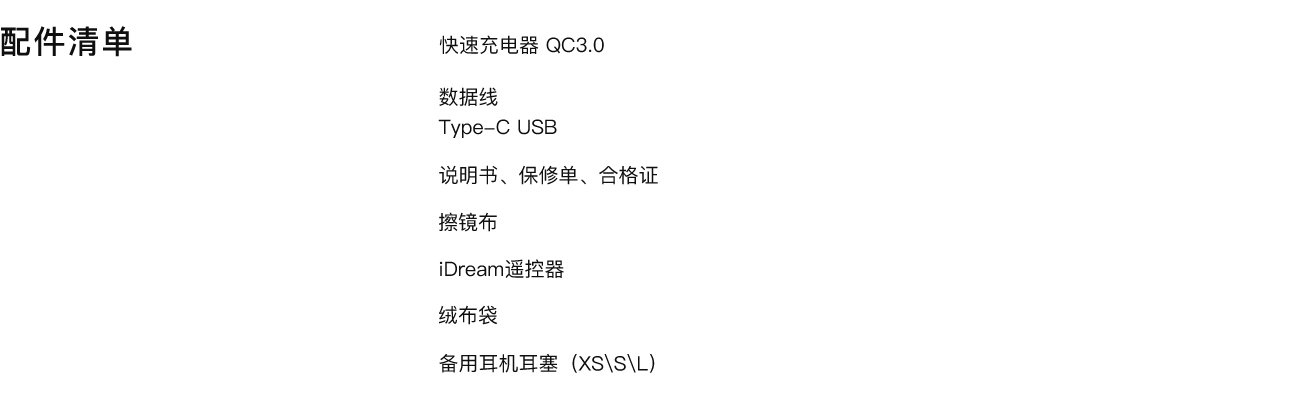 配件清单
快速充电器 QC3.0
数据线
Type-C USB
说明书、保修单、合格证
擦镜布
iDream遥控器
绒布袋
备用耳机耳塞（XS\S\L）